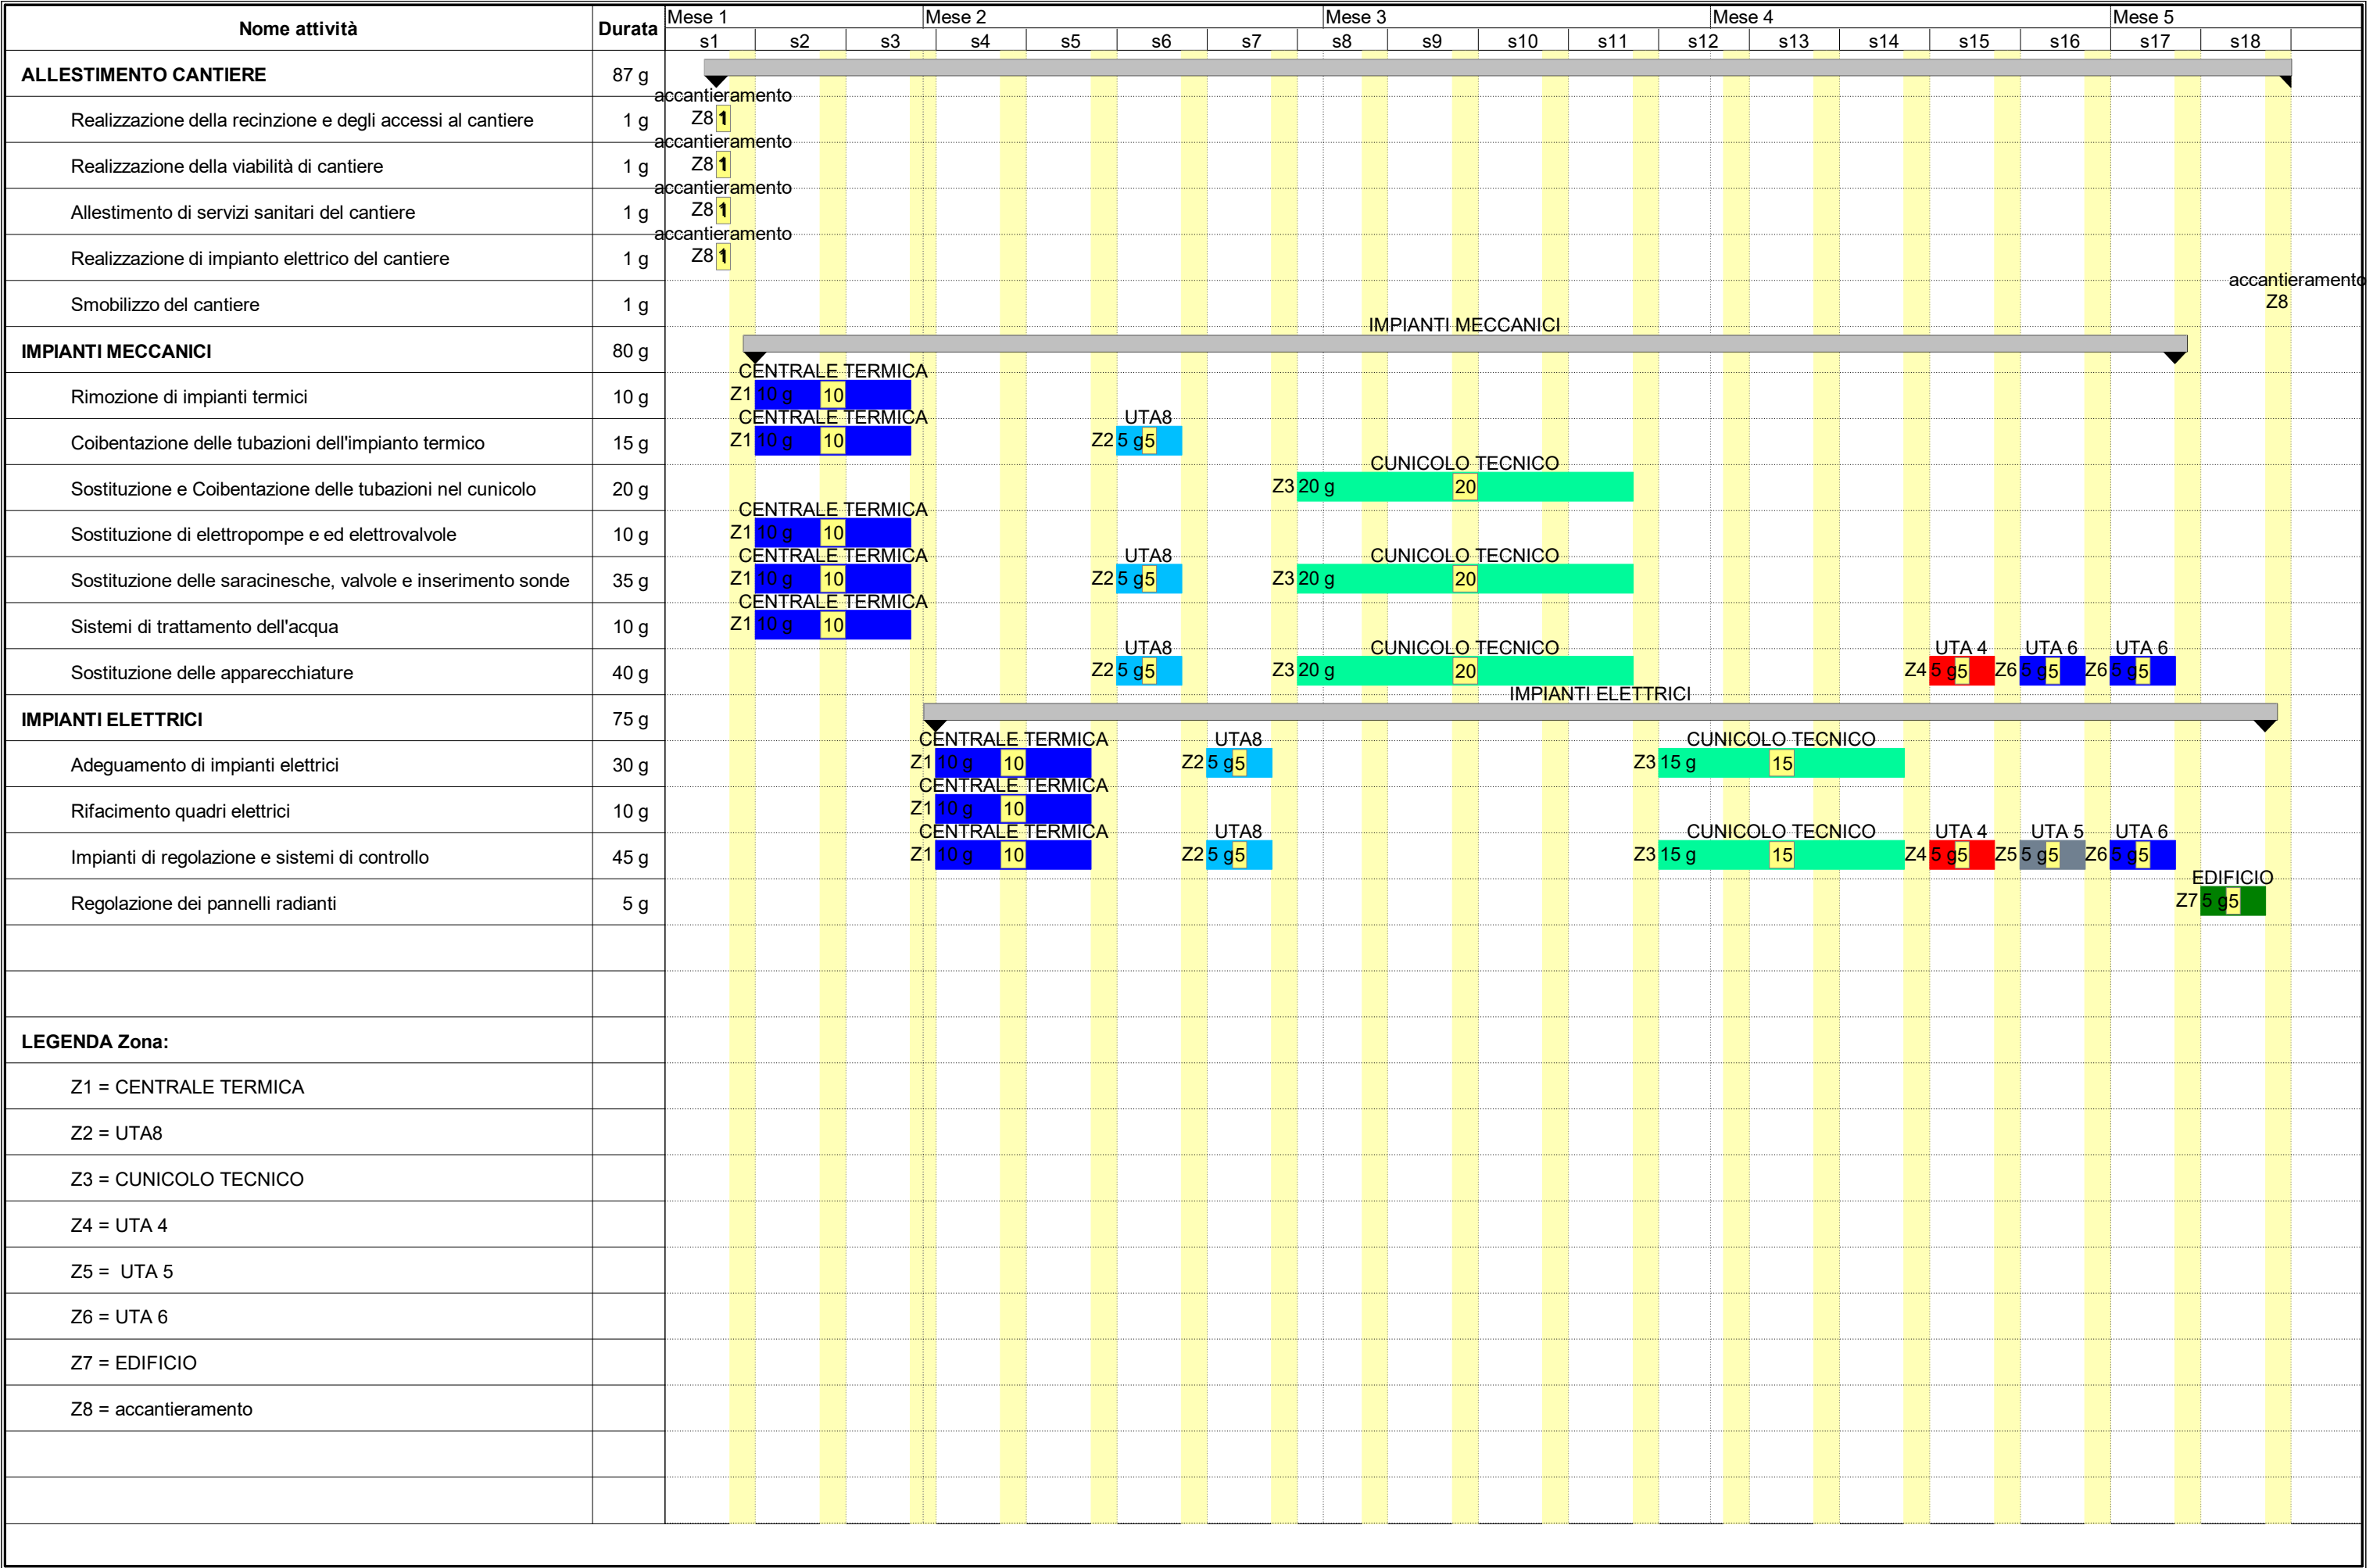 Nome attività Durata Mese 1 Mese 2 Mese 3 Mese 4 Mese 5
s1 s2 s3 s4 s5 s6 s7 s8 s9 s10 s11 s12 s13 s14 s15 s16 s17 s18
ALLESTIMENTO CANTIERE 87 g
accantieramento
Realizzazione della recinzione e degli accessi al cantiere 1 g Z8 1
accantieramento
Realizzazione della viabilità di cantiere 1 g Z8 1
accantieramento
Allestimento di servizi sanitari del cantiere 1 g Z8 1
accantieramento
Realizzazione di impianto elettrico del cantiere 1 g Z8 1
accantieramento
Smobilizzo del cantiere 1 g Z8
IMPIANTI MECCANICI
IMPIANTI MECCANICI 80 g
CENTRALE TERMICA
Rimozione di impianti termici 10 g Z1 10 g 10
CENTRALE TERMICA UTA8
Coibentazione delle tubazioni dell'impianto termico 15 g Z1 10 g 10 Z2 5 g 5
CUNICOLO TECNICO
Sostituzione e Coibentazione delle tubazioni nel cunicolo 20 g Z3 20 g 20
CENTRALE TERMICA
Sostituzione di elettropompe e ed elettrovalvole 10 g Z1 10 g 10
CENTRALE TERMICA UTA8 CUNICOLO TECNICO
Sostituzione delle saracinesche, valvole e inserimento sonde 35 g Z1 10 g 10 Z2 5 g 5 Z3 20 g 20
CENTRALE TERMICA
Sistemi di trattamento dell'acqua 10 g Z1 10 g 10
UTA8 CUNICOLO TECNICO UTA 4 UTA 6 UTA 6
Sostituzione delle apparecchiature 40 g Z2 5 g 5 Z3 20 g 20 Z4 5 g 5 Z6 5 g 5 Z6 5 g 5
IMPIANTI ELETTRICI
IMPIANTI ELETTRICI 75 g
CENTRALE TERMICA UTA8 CUNICOLO TECNICO
Adeguamento di impianti elettrici 30 g Z1 10 g 10 Z2 5 g 5 Z3 15 g 15
CENTRALE TERMICA
Rifacimento quadri elettrici 10 g Z1 10 g 10
CENTRALE TERMICA UTA8 CUNICOLO TECNICO UTA 4 UTA 5 UTA 6
Impianti di regolazione e sistemi di controllo 45 g Z1 10 g 10 Z2 5 g 5 Z3 15 g 15 Z4 5 g 5 Z5 5 g 5 Z6 5 g 5
EDIFICIO
Regolazione dei pannelli radianti 5 g Z7 5 g 5
LEGENDA Zona:
Z1 = CENTRALE TERMICA
Z2 = UTA8
Z3 = CUNICOLO TECNICO
Z4 = UTA 4
Z5 = UTA 5
Z6 = UTA 6
Z7 = EDIFICIO
Z8 = accantieramento